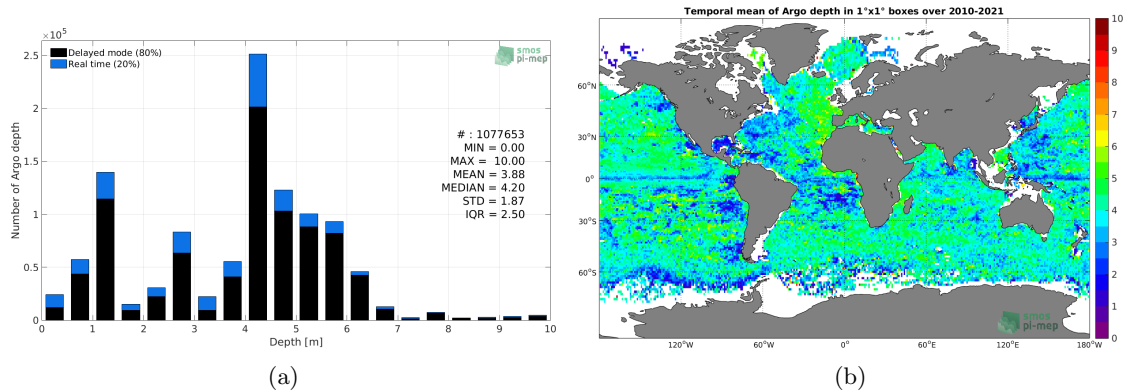 ×10⁵
Delayed mode (80%)
Real time (20%)
smos
pi-mep
Number of Argo depth
2.5
2
1.5
1
0.5
0
# : 1077653
MIN = 0.00
MAX = 10.00
MEAN = 3.88
MEDIAN = 4.20
STD = 1.87
IQR = 2.50
0 1 2 3 4 5 6 7 8 9 10
Depth [m]
(a)
Temporal mean of Argo depth in 1°x1° boxes over 2010-2021
60°N
30°N
0°
30°S
60°S
120°W 60°W 0° 60°E 120°E 180°W
smos
pi-mep
10
9
8
7
6
5
4
3
2
1
0
(b)